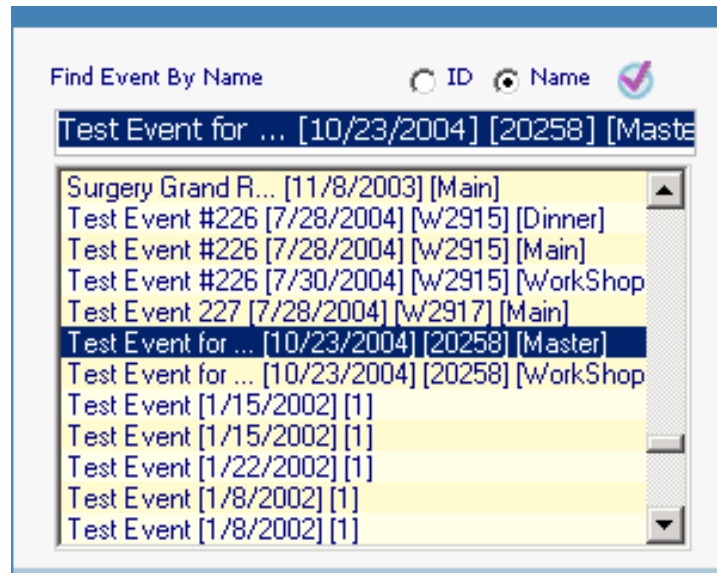 Find Event By Name ID Name
Test Event for ... [10/23/2004] [20258] [Maste
Surgery Grand R... [11/8/2003] [Main]
Test Event #226 [7/28/2004] [W2915] [Dinner]
Test Event #226 [7/28/2004] [W2915] [Main]
Test Event #226 [7/30/2004] [W2915] [WorkShop
Test Event 227 [7/28/2004] [W2917] [Main]
Test Event for ... [10/23/2004] [20258] [Master]
Test Event for ... [10/23/2004] [20258] [WorkShop
Test Event [1/15/2002] [1]
Test Event [1/15/2002] [1]
Test Event [1/22/2002] [1]
Test Event [1/8/2002] [1]
Test Event [1/8/2002] [1]